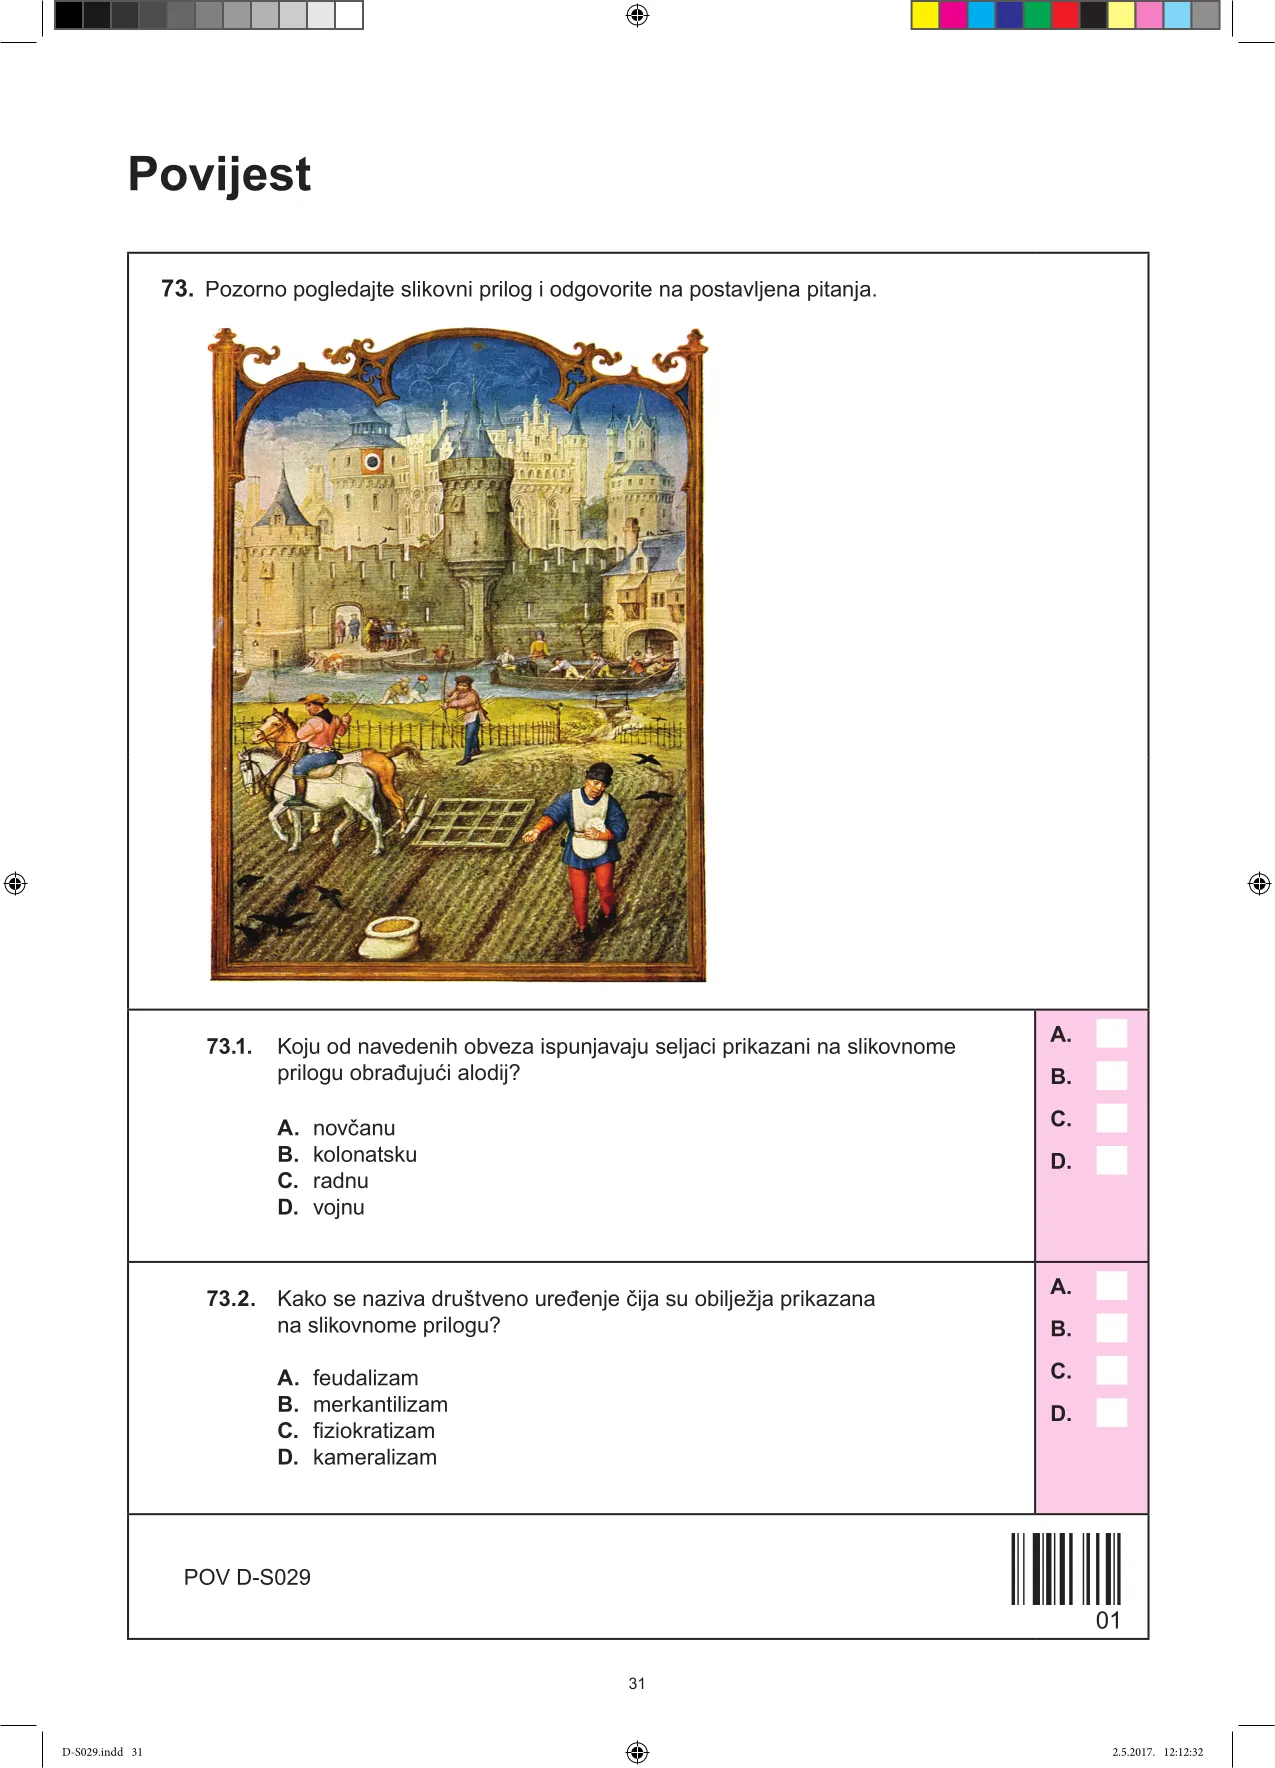 Povijest
73. Pozorno pogledajte slikovni prilog i odgovorite na postavljena pitanja.
73.1. Koju od navedenih obveza ispunjavaju seljaci prikazani na slikovnome
prilogu obrađujući alodij?
A. novčanu
B. kolonatsku
C. radnu
D. vojnu
A.
B.
C.
D.
73.2. Kako se naziva društveno uređenje čija su obilježja prikazana
na slikovnome prilogu?
A. feudalizam
B. merkantilizam
C. fiziokratizam
D. kameralizam
A.
B.
C.
D.
POV D-S029
01
31
D-S029.indd 31
2.5.2017. 12:12:32